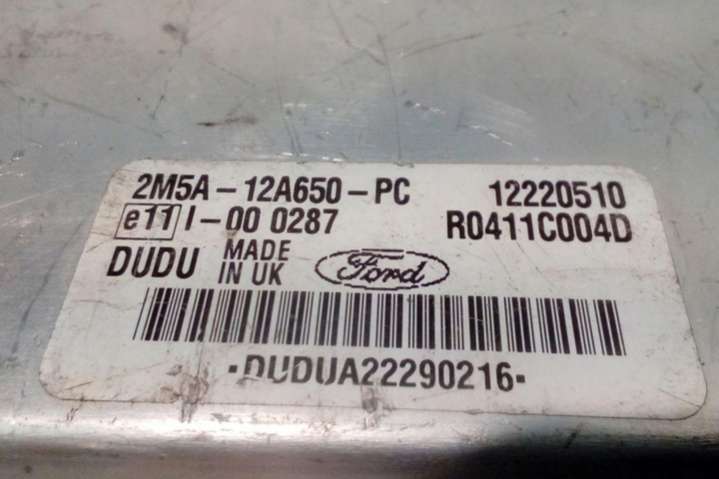 2M5A-12A650-PC 12220510
e11 I-00 0287 R0411C004D
DUDU MADE IN UK Ford
-DUDUA22290216-